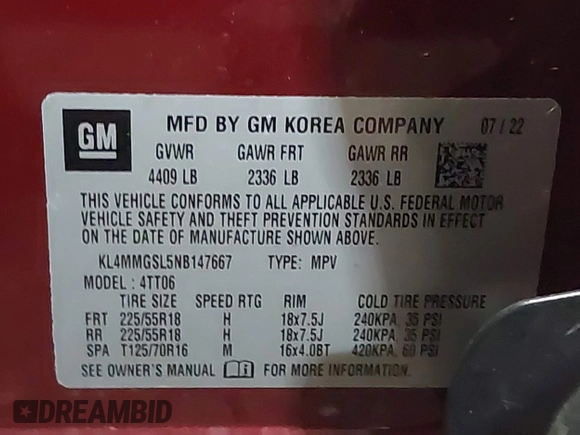 GM MFD BY GM KOREA COMPANY 07/22
GVWR GAWR FRT GAWR RR
4409 LB 2336 LB 2336 LB
THIS VEHICLE CONFORMS TO ALL APPLICABLE U.S. FEDERAL MOTOR
VEHICLE SAFETY AND THEFT PREVENTION STANDARDS IN EFFECT
ON THE DATE OF MANUFACTURE SHOWN ABOVE.
KL4MMGSL5NB147667 TYPE: MPV
MODEL: 4TT06
TIRE SIZE SPEED RTG RIM COLD TIRE PRESSURE
FRT 225/55R18 H 18x7.5J 240KPA, 35 PSI
RR 225/55R18 H 18x7.5J 240KPA, 35 PSI
SPA T125/70R16 M 16x4.0BT 420KPA, 60 PSI
SEE OWNER'S MANUAL FOR MORE INFORMATION.
DREAMBID